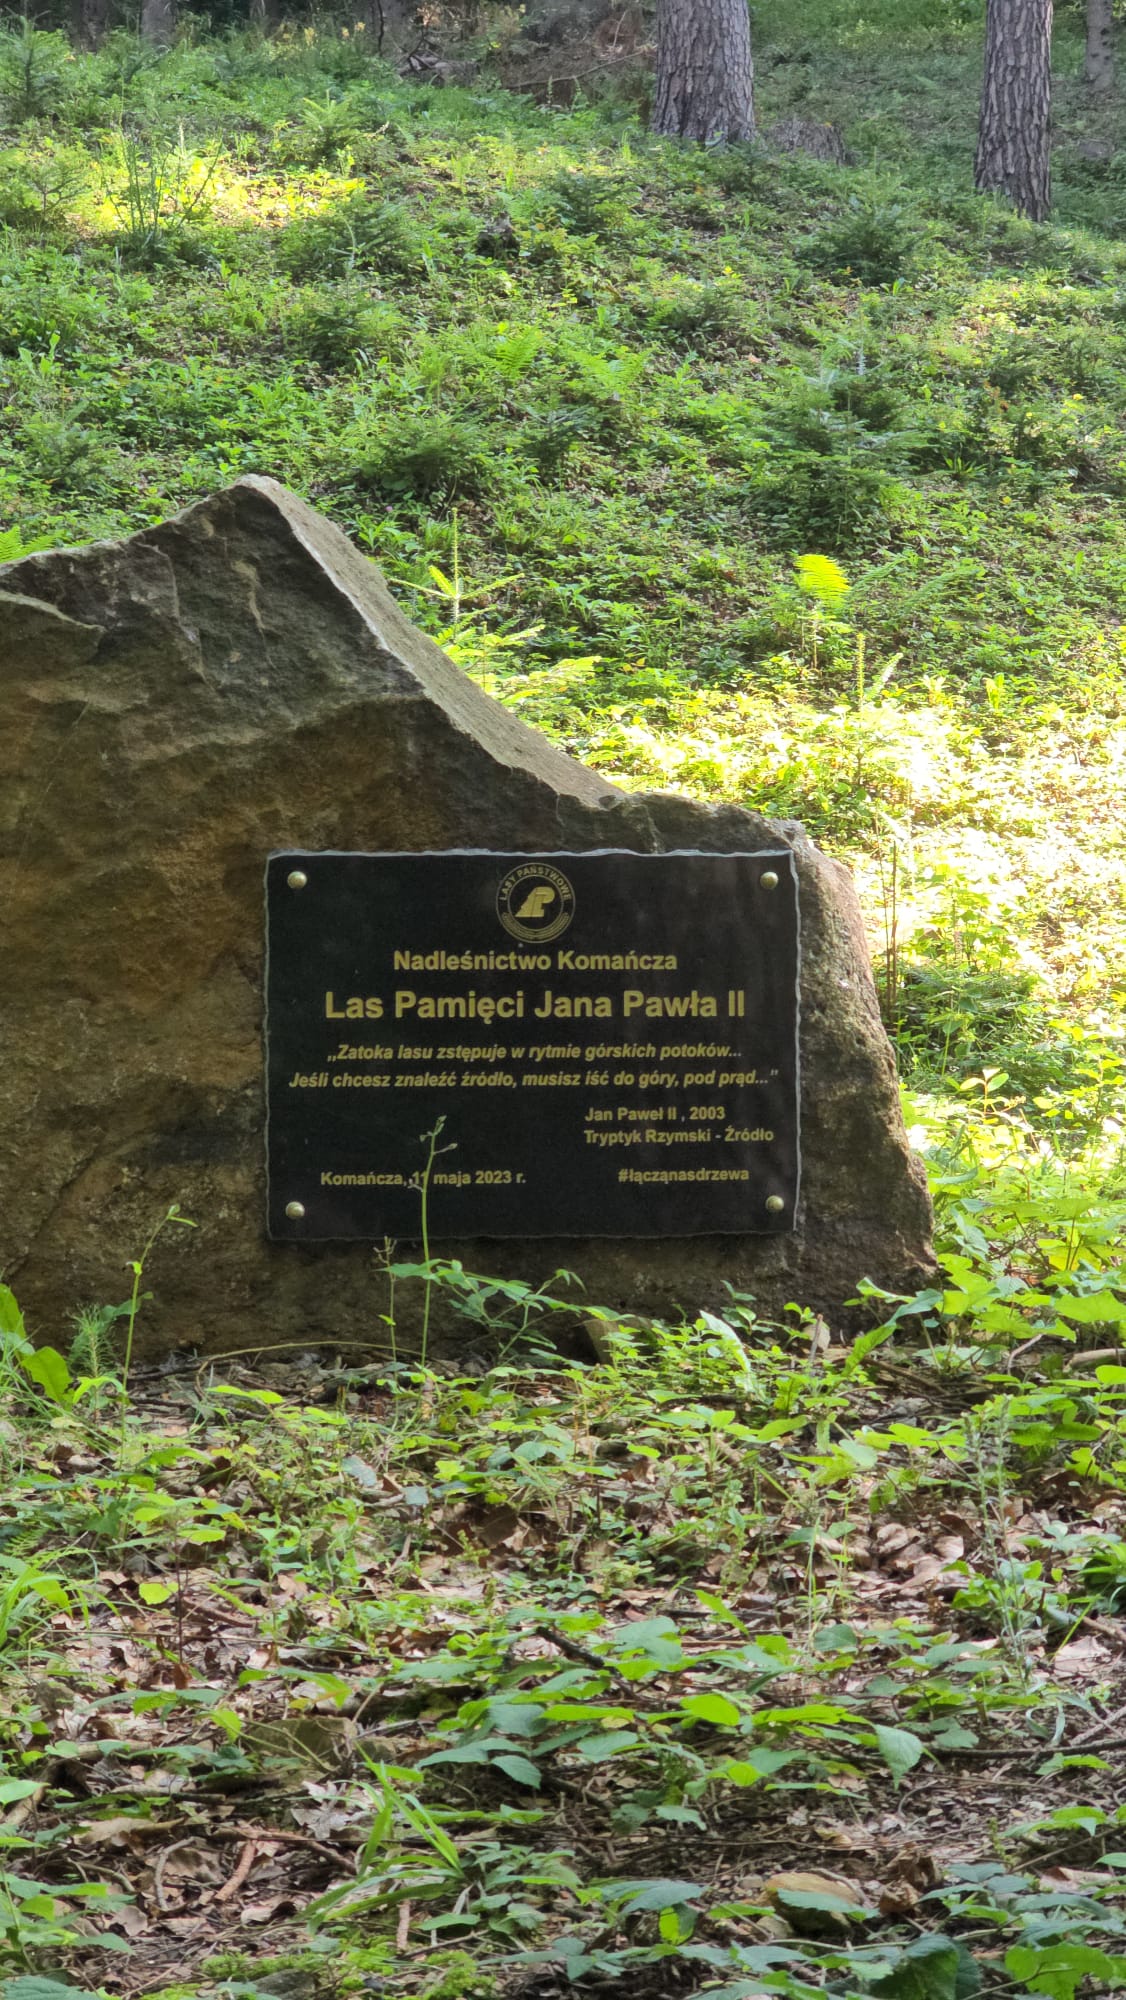 LASY PAŃSTWOWE
Nadleśnictwo Komańcza
Las Pamięci Jana Pawła II
„Zatoka lasu zstępuje w rytmie górskich potoków...
Jeśli chcesz znaleźć źródło, musisz iść do góry, pod prąd...”
Jan Paweł II , 2003
Tryptyk Rzymski - Źródło
Komańcza, 11 maja 2023 r.
#łącząnasdrzewa